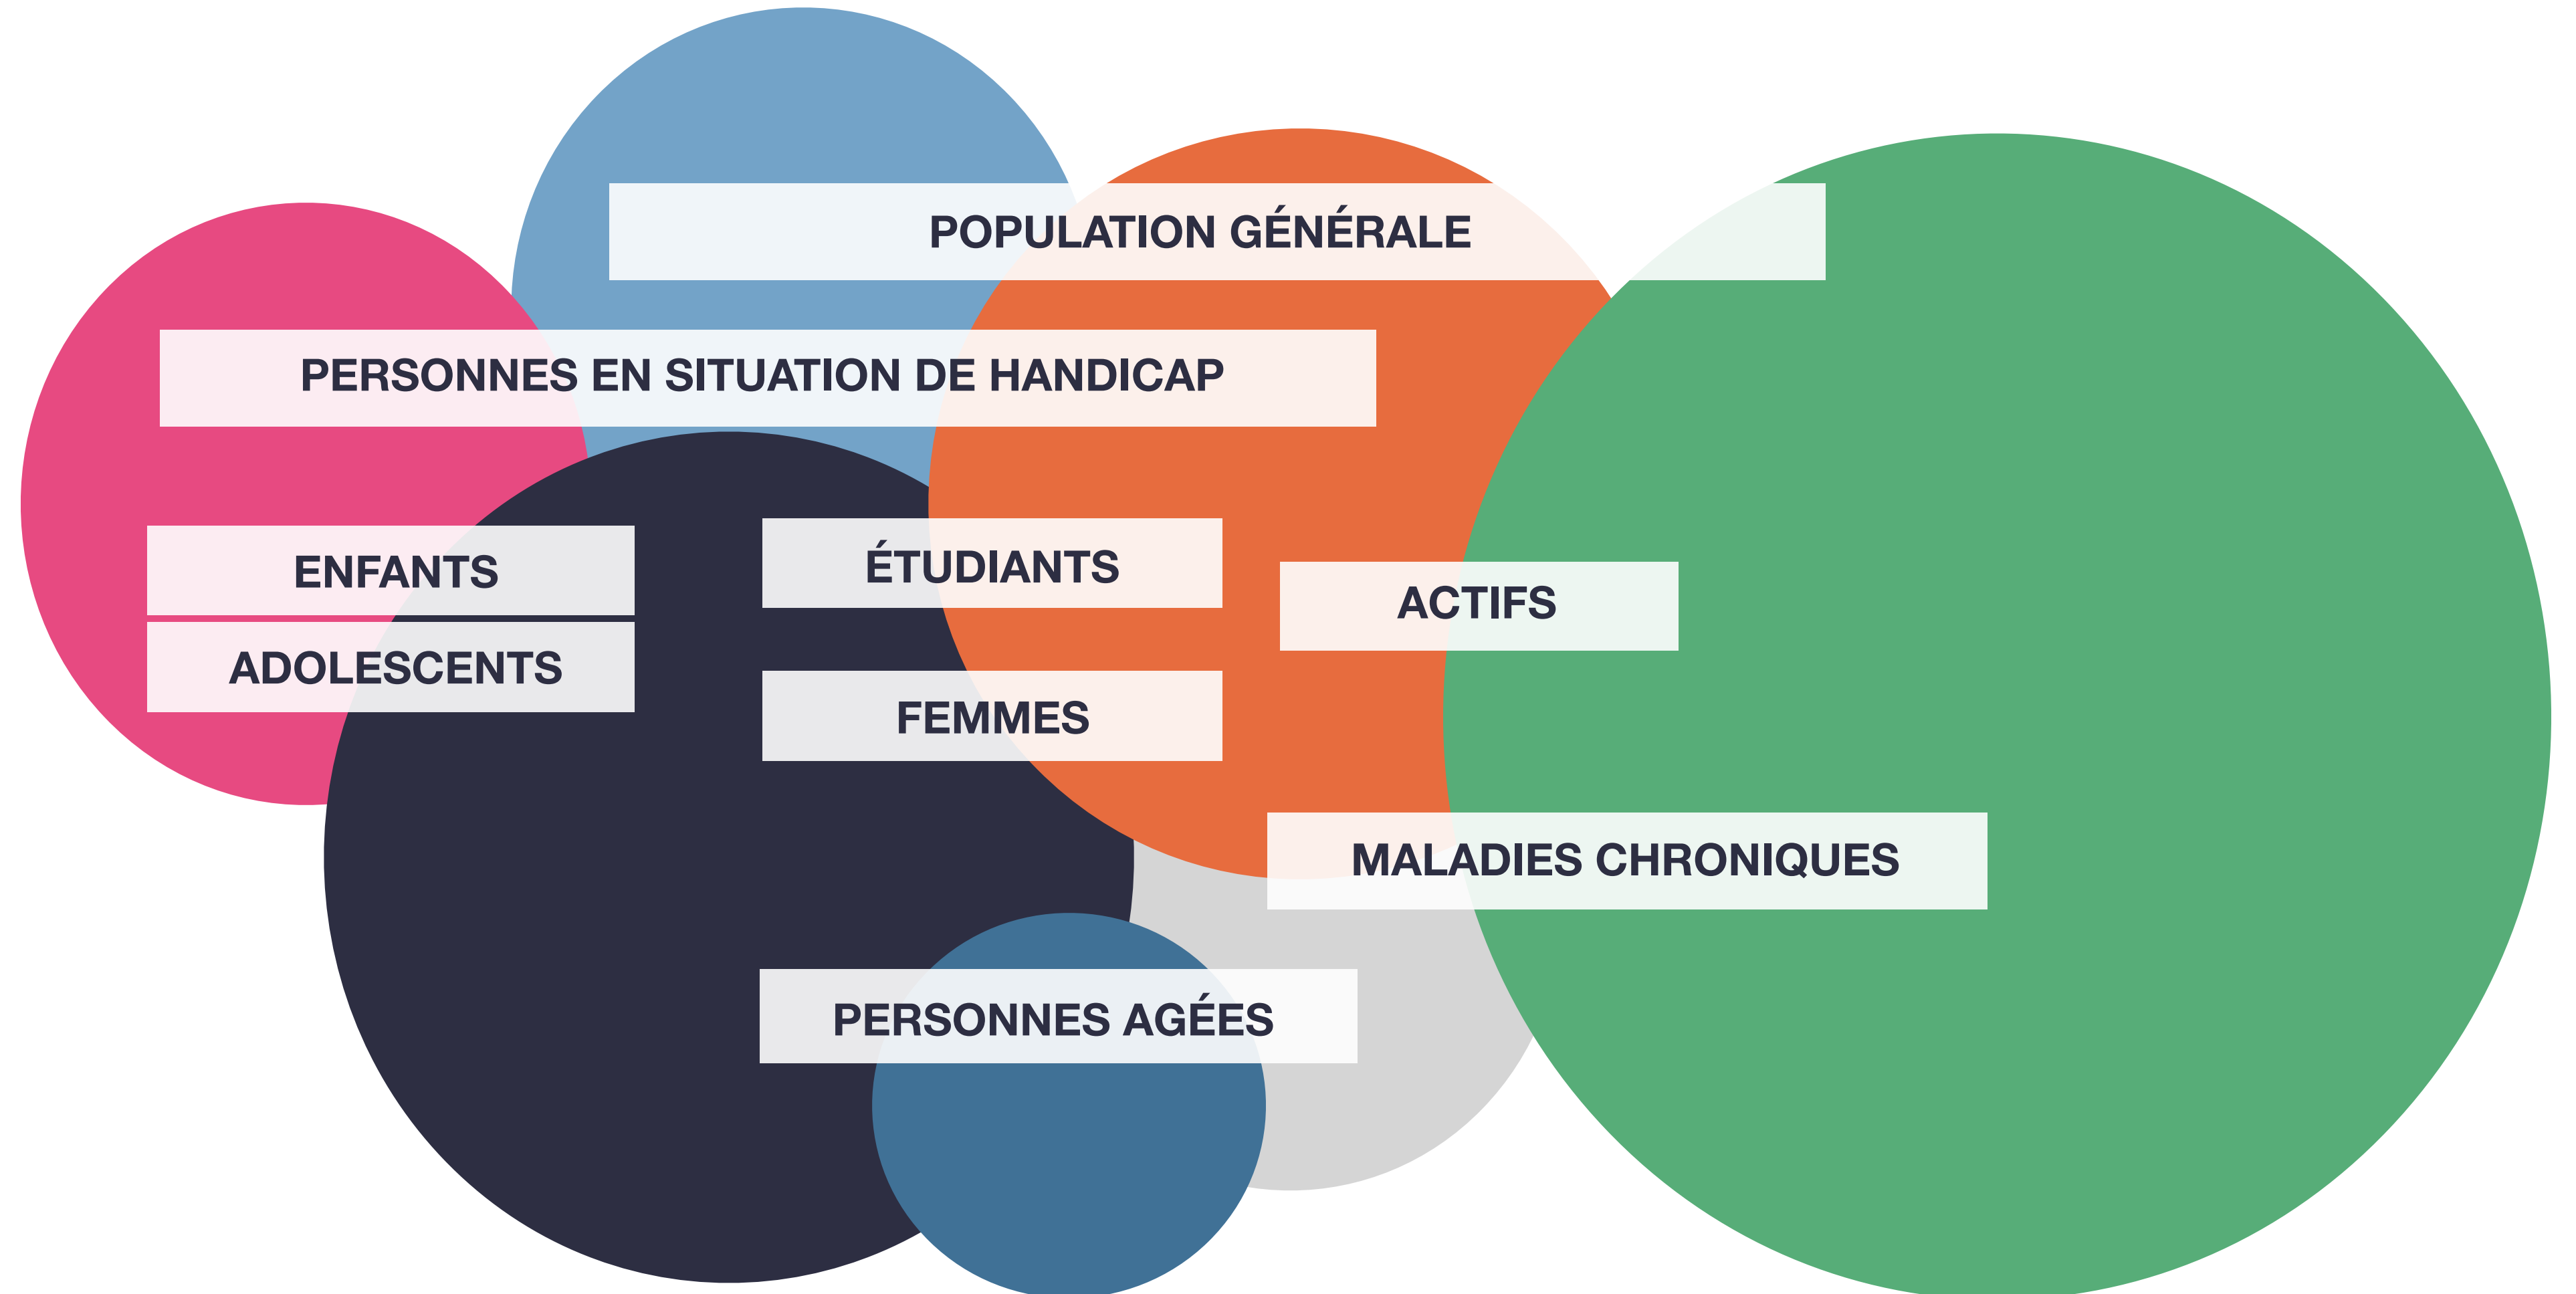 POPULATION GÉNÉRALE
PERSONNES EN SITUATION DE HANDICAP
ENFANTS
ÉTUDIANTS
ACTIFS
ADOLESCENTS
FEMMES
MALADIES CHRONIQUES
PERSONNES AGÉES